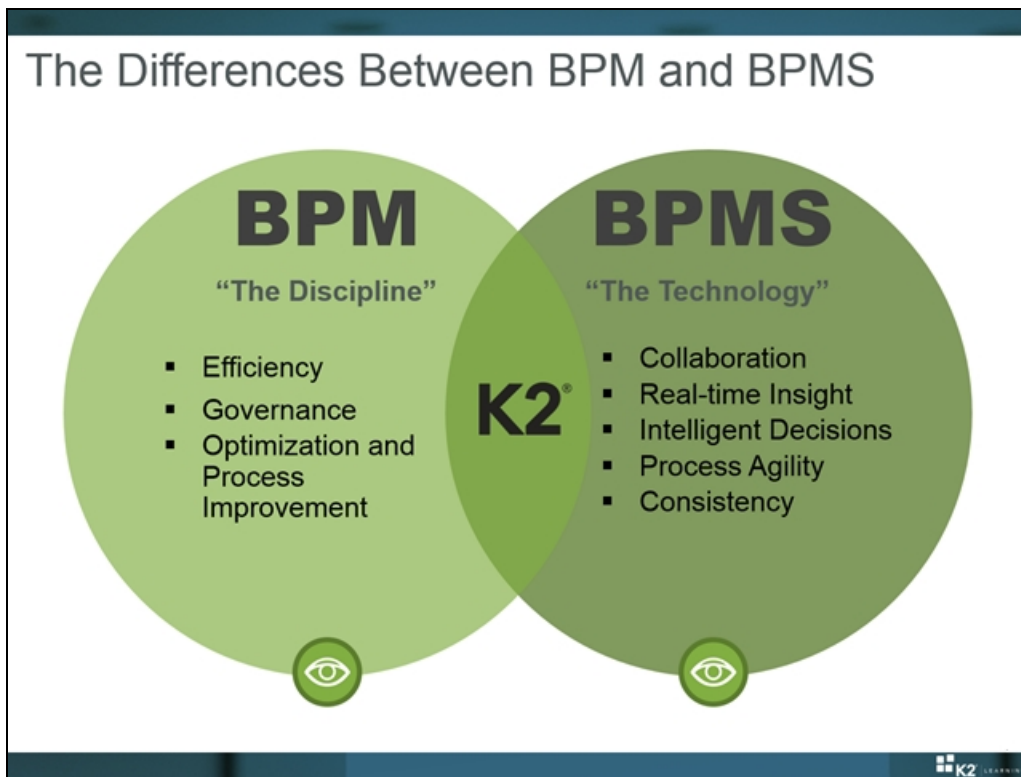 The Differences Between BPM and BPMS
BPM
“The Discipline”
▪ Efficiency
▪ Governance
▪ Optimization and
Process
Improvement
K2®
BPMS
“The Technology”
▪ Collaboration
▪ Real-time Insight
▪ Intelligent Decisions
▪ Process Agility
▪ Consistency
K2 LEARNING